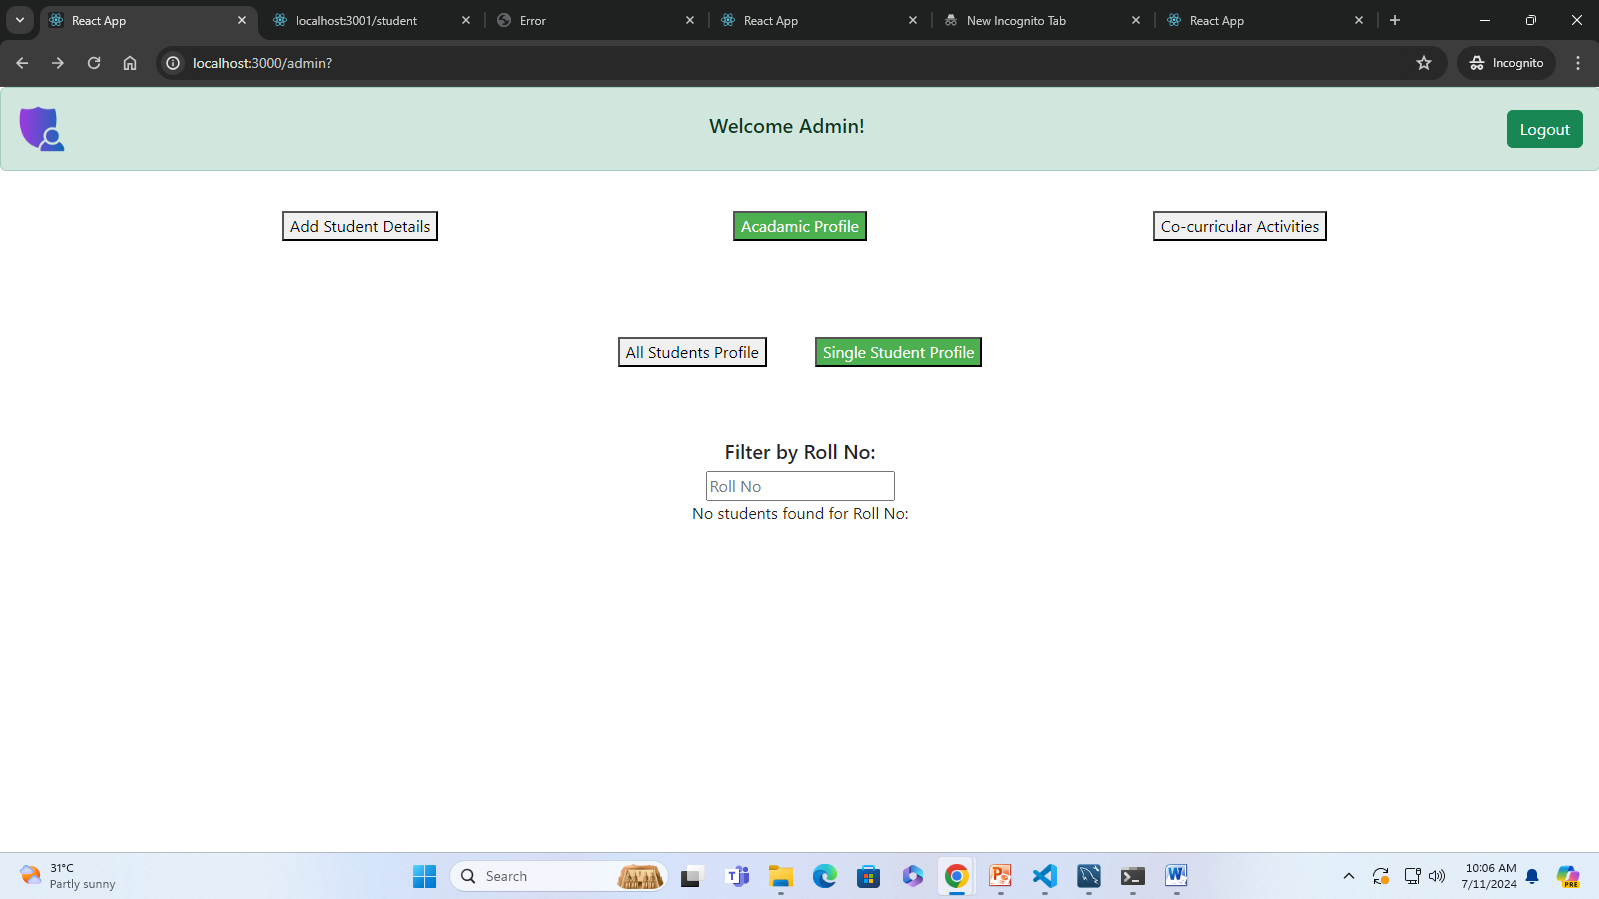 React App
localhost:3001/student
Error
React App
New Incognito Tab
React App
localhost:3000/admin?
Incognito
Welcome Admin!
Logout
Add Student Details
Acadamic Profile
Co-curricular Activities
All Students Profile
Single Student Profile
Filter by Roll No:
Roll No
No students found for Roll No:
31°C
Partly sunny
Search
10:06 AM
7/11/2024
PRE